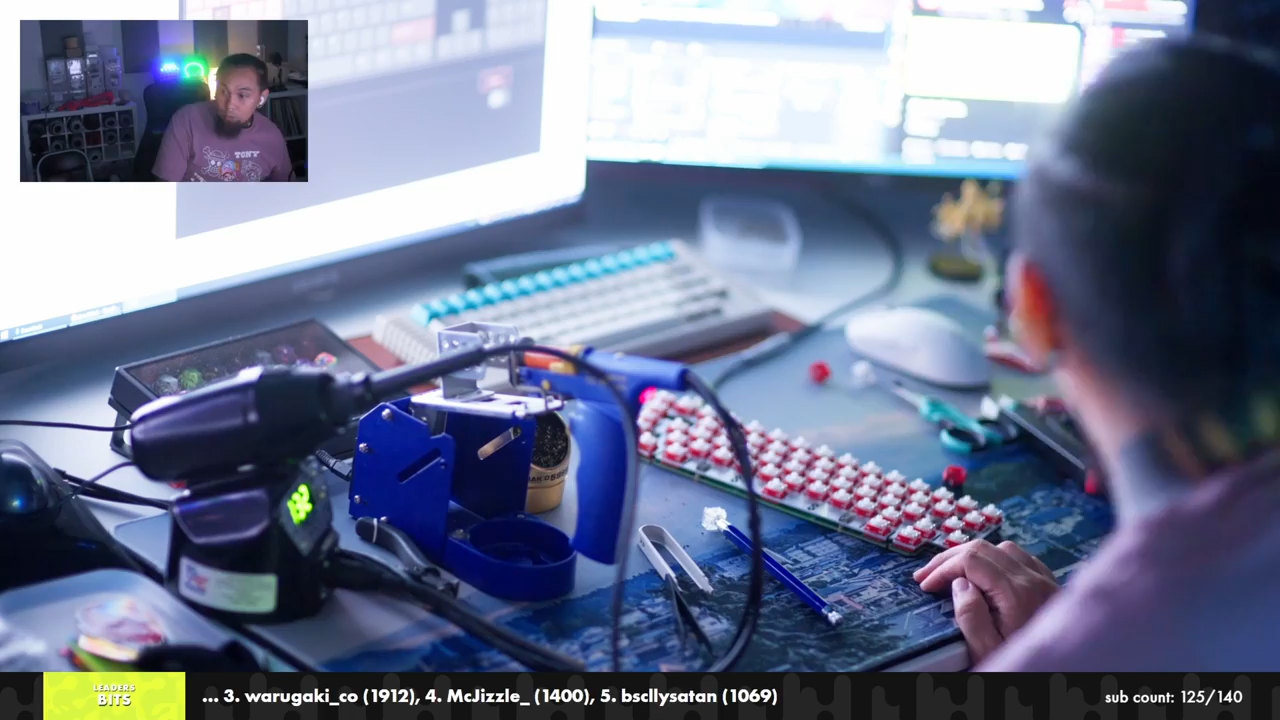 TONY
LEADERS
BITS
... 3. warugaki_co (1912), 4. McJizzle_ (1400), 5. bscllysatan (1069)
sub count: 125/140